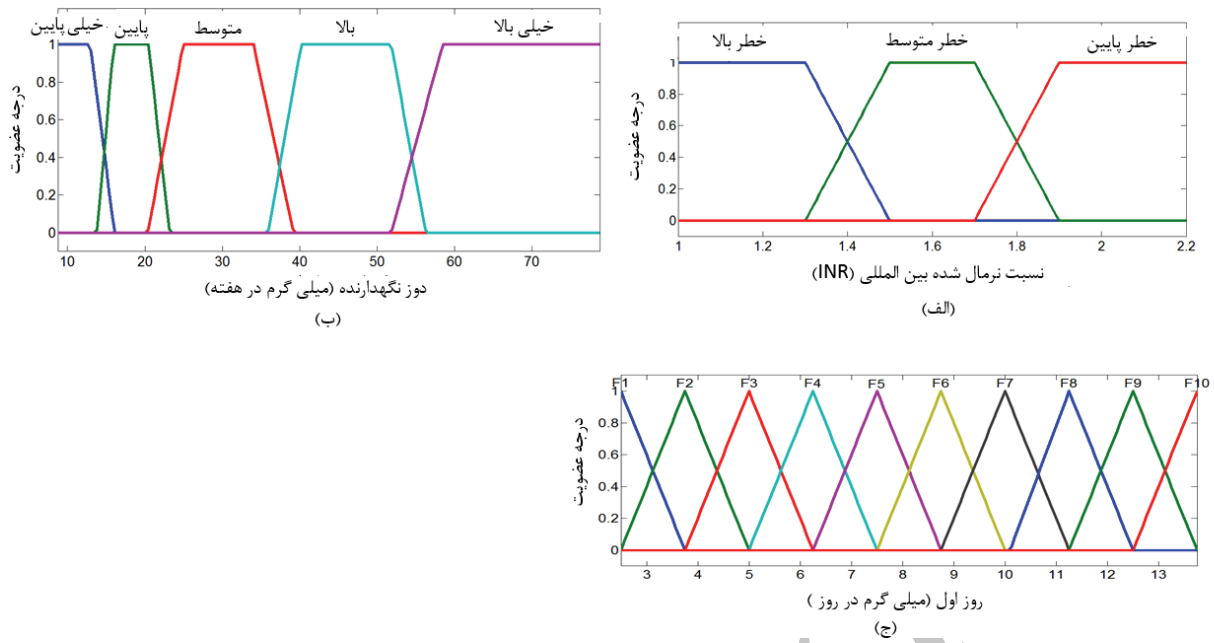 خطر بالا خطر متوسط خطر پایین
درجه عضویت
1
0.8
0.6
0.4
0.2
0
1 1.2 1.4 1.6 1.8 2 2.2
نسبت نرمال شده بین المللی (INR)
(الف)
خیلی پایین پایین متوسط بالا خیلی بالا
درجه عضویت
1
0.8
0.6
0.4
0.2
0
10 20 30 40 50 60 70
دوز نگهدارنده (میلی گرم در هفته)
(ب)
F1 F2 F3 F4 F5 F6 F7 F8 F9 F10
درجه عضویت
1
0.8
0.6
0.4
0.2
0
3 4 5 6 7 8 9 10 11 12 13
روز اول (میلی گرم در روز )
(ج)